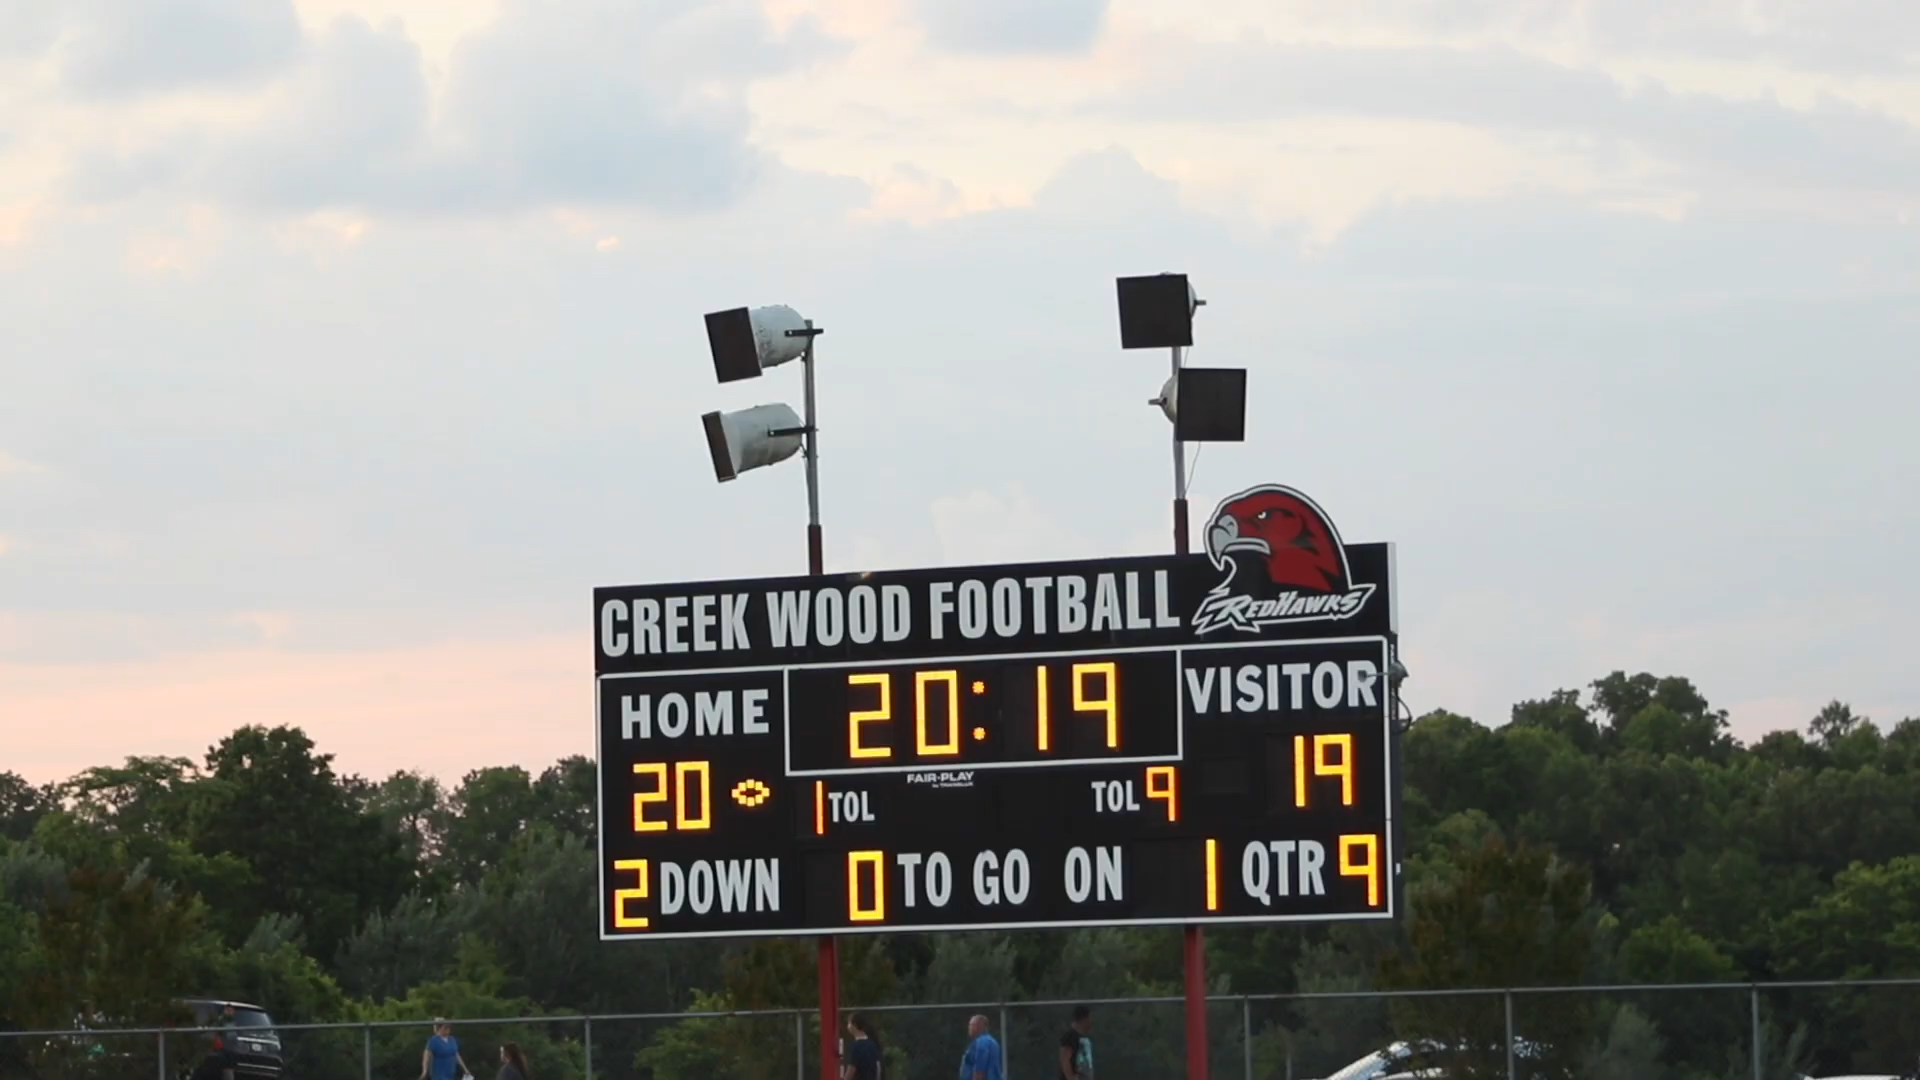 CREEK WOOD FOOTBALL
REDHAWKS
HOME 20:19 VISITOR
20 1 TOL FAIR-PLAY TOL 9 19
2 DOWN 0 TO GO ON 1 QTR 9